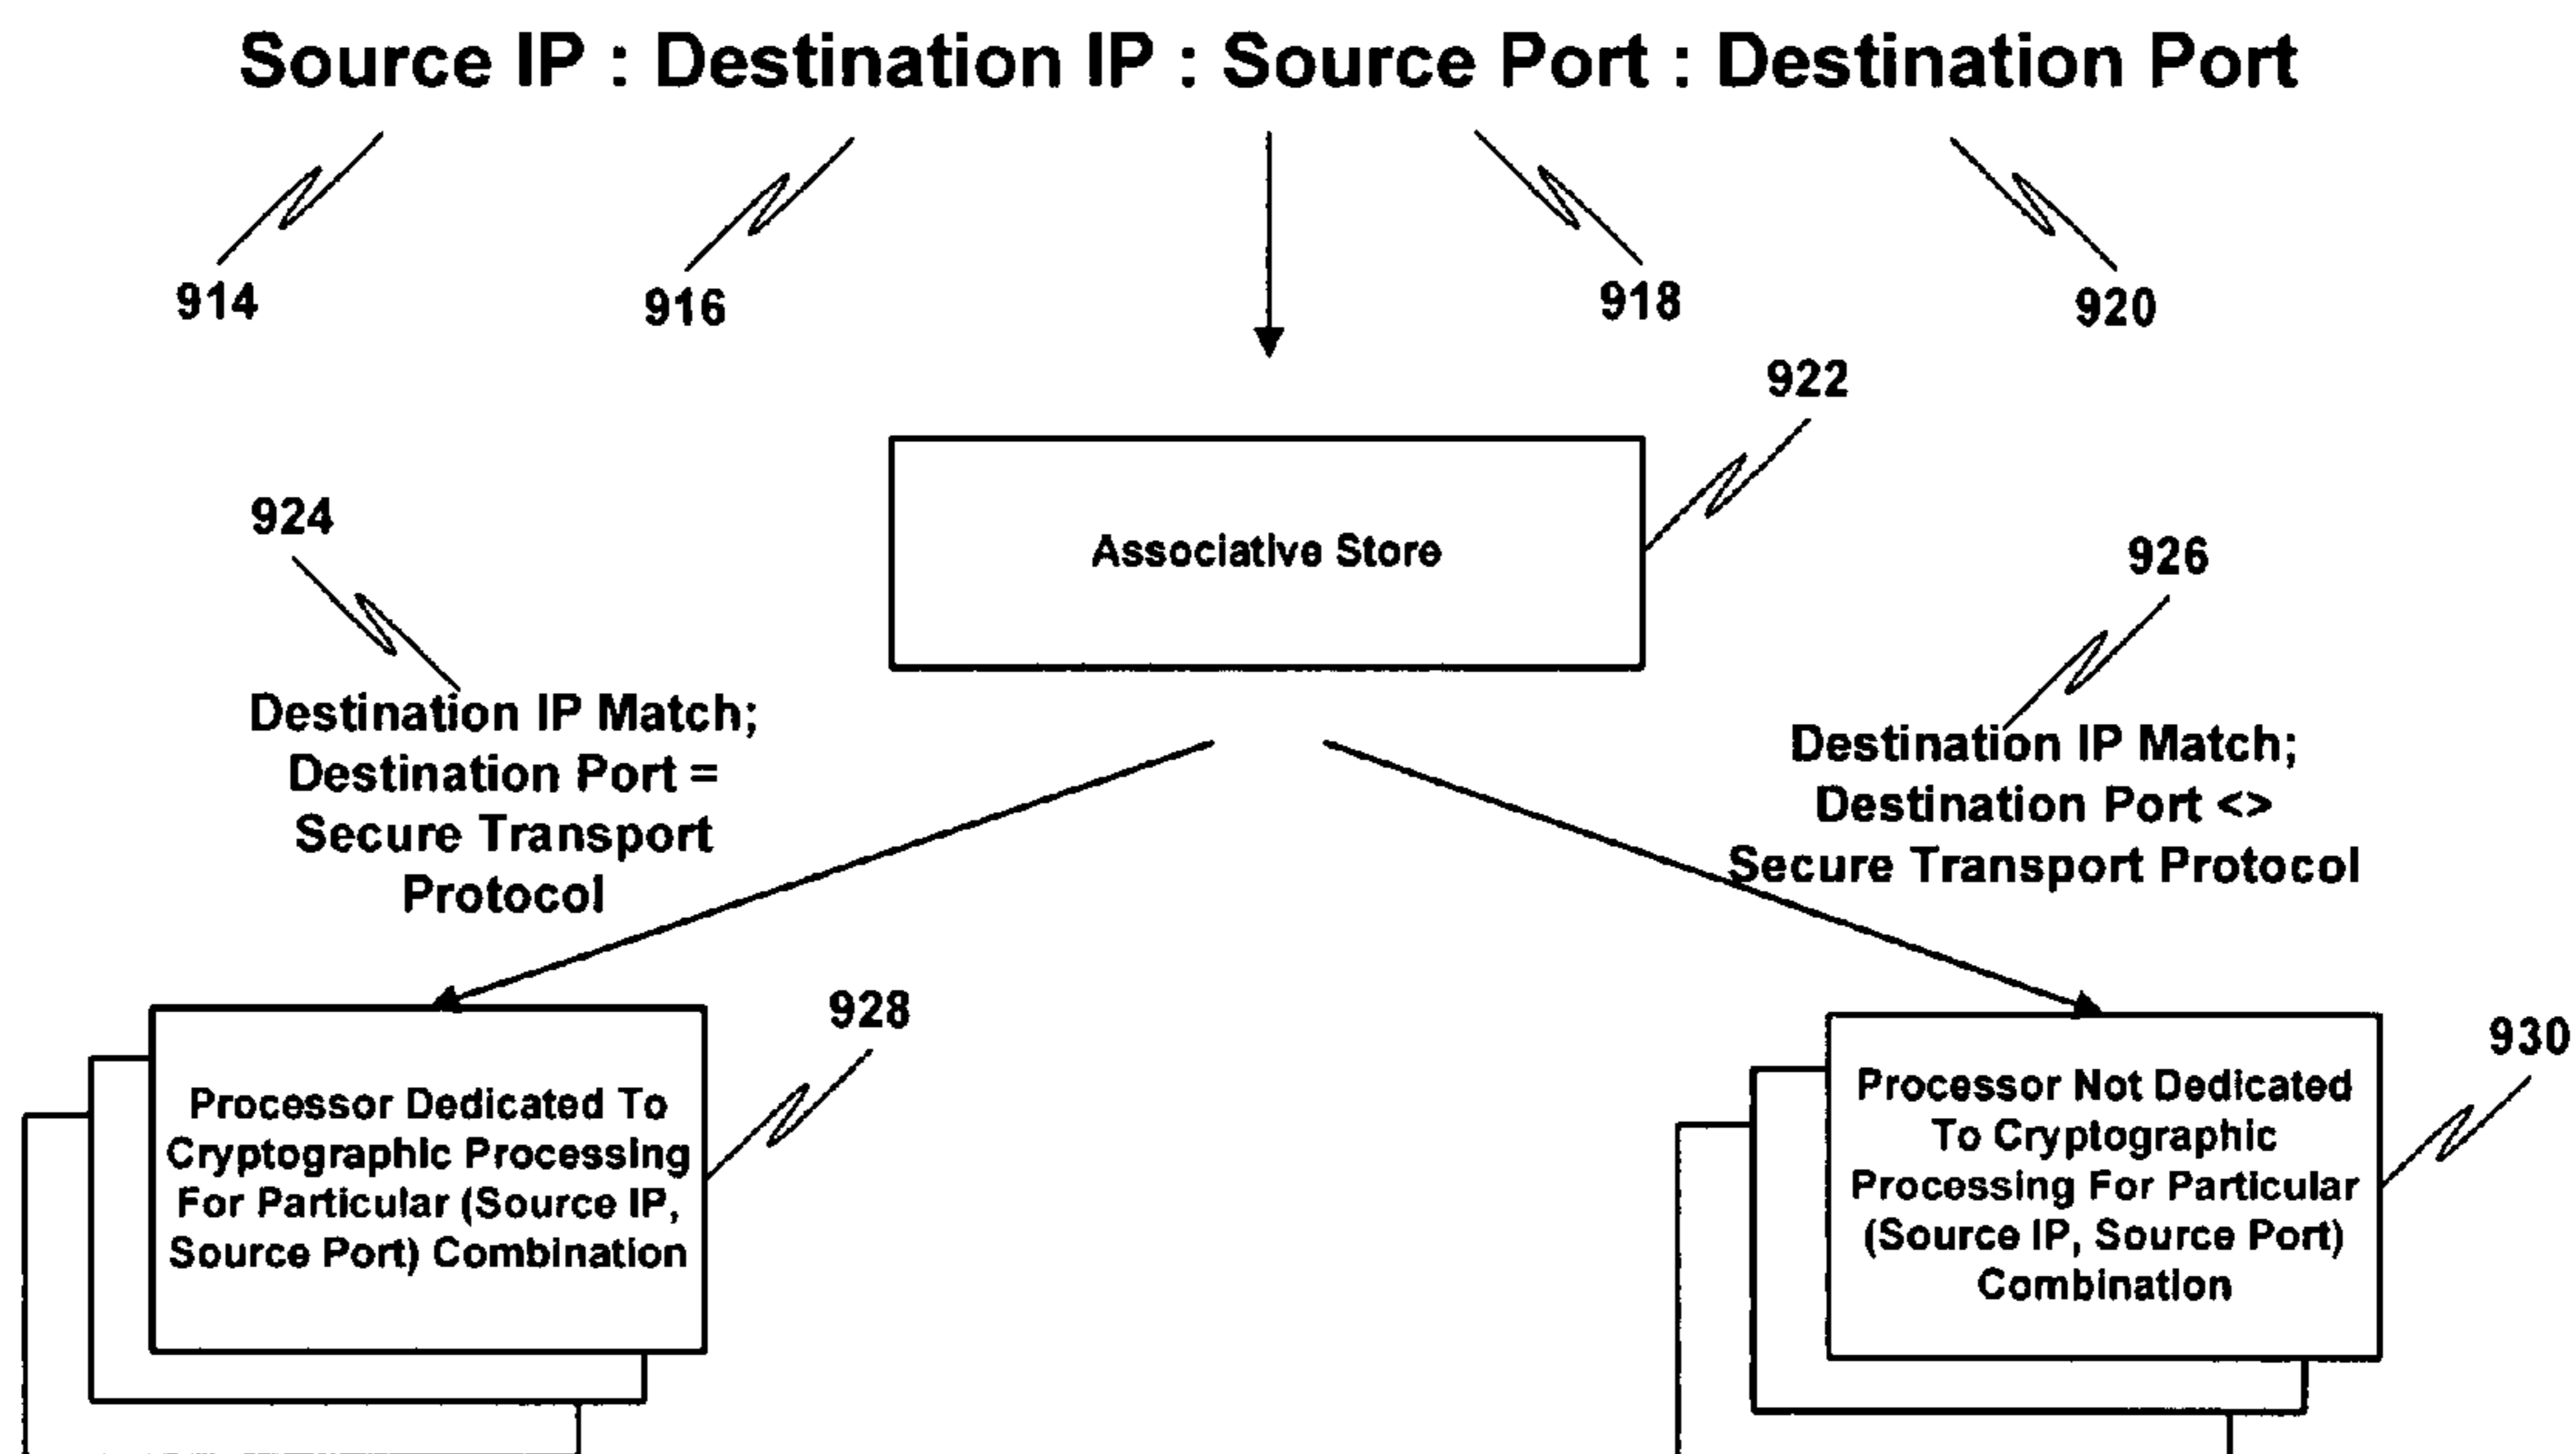 Source IP : Destination IP : Source Port : Destination Port
914
916
918
920
922
Associative Store
924
926
Destination IP Match;
Destination Port =
Secure Transport
Protocol
Destination IP Match;
Destination Port <>
Secure Transport Protocol
928
930
Processor Dedicated To
Cryptographic Processing
For Particular (Source IP,
Source Port) Combination
Processor Not Dedicated
To Cryptographic
Processing For Particular
(Source IP, Source Port)
Combination